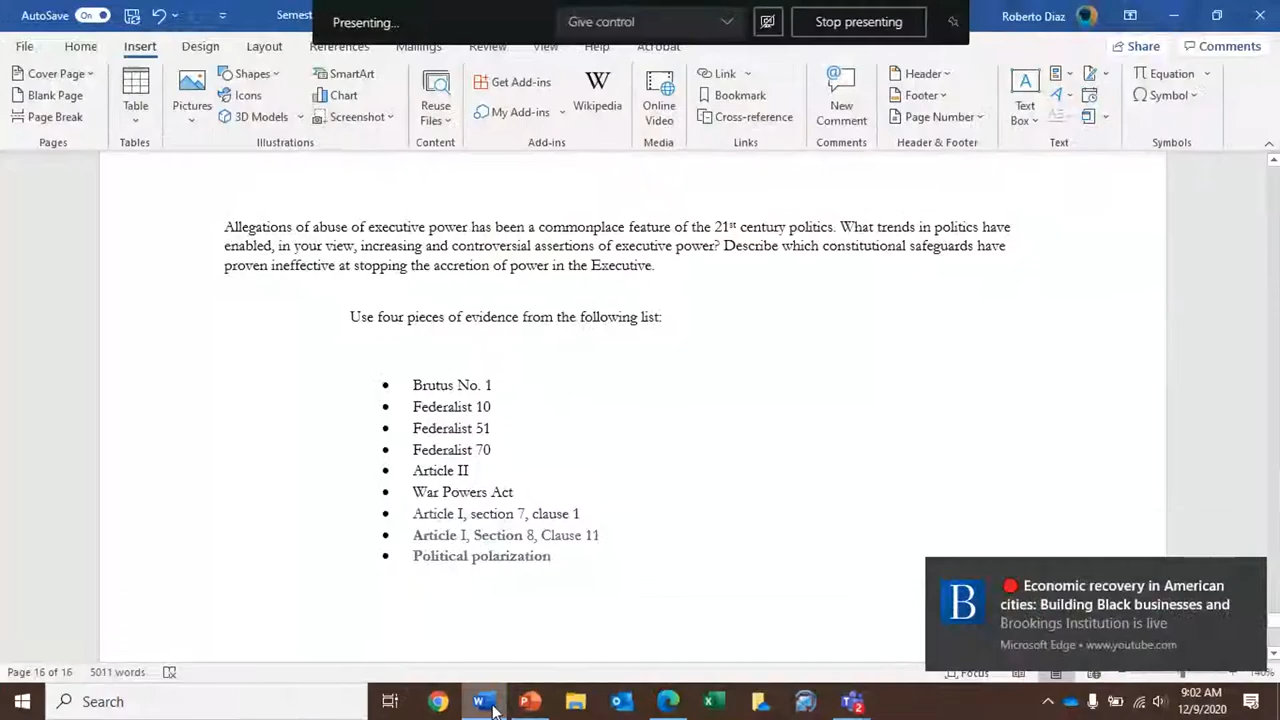 AutoSave On
Semest
Presenting...
Give control
Stop presenting
Roberto Diaz
File Home Insert Design Layout References Mailings Review View Help Acrobat
Share Comments
Cover Page
Blank Page
Page Break
Pages
Table
Tables
Pictures
Shapes
Icons
3D Models
SmartArt
Chart
Screenshot
Illustrations
Reuse
Files
Content
Get Add-ins
My Add-ins
Wikipedia
Add-ins
Online
Video
Media
Link
Bookmark
Cross-reference
Links
New
Comment
Comments
Header
Footer
Page Number
Header & Footer
Text
Box
Text
Equation
Symbol
Symbols
Allegations of abuse of executive power has been a commonplace feature of the 21st century politics. What trends in politics have
enabled, in your view, increasing and controversial assertions of executive power? Describe which constitutional safeguards have
proven ineffective at stopping the accretion of power in the Executive.
Use four pieces of evidence from the following list:
• Brutus No. 1
• Federalist 10
• Federalist 51
• Federalist 70
• Article II
• War Powers Act
• Article I, section 7, clause 1
• Article I, Section 8, Clause 11
• Political polarization
B
Economic recovery in American
cities: Building Black businesses and
Brookings Institution is live
Microsoft Edge • www.youtube.com
Page 16 of 16 5011 words
Focus
140%
Search
9:02 AM
12/9/2020